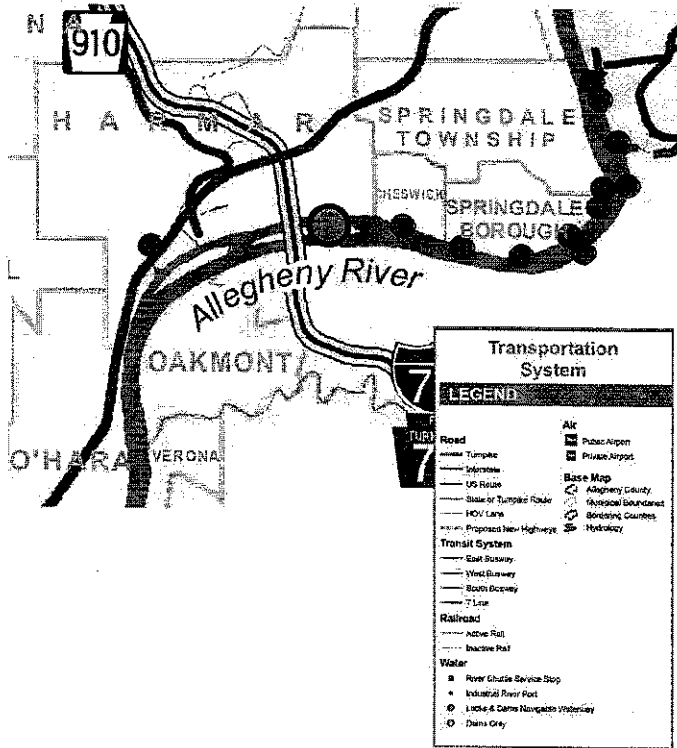 N A
910
HARMAR
SPRINGDALE
TOWNSHIP
CHESWICK
SPRINGDALE
BOROUGH
Allegheny River
OAKMONT
7
7
O'HARA
VERONA
L
Transportation
System
LEGEND
Road
Turnpike
Interstate
US Route
State or Turnpike Route
HOV Lane
Proposed New Highways
Transit System
East Busway
West Busway
South Busway
T Line
Railroad
Active Rail
Inactive Rail
Water
River Shuttle Service Stop
Industrial River Port
Locks & Dams Navigable Waterway
Dams Only
Air
Public Airport
Private Airport
Base Map
Allegheny County
Municipal Boundaries
Bordering Counties
Hydrology